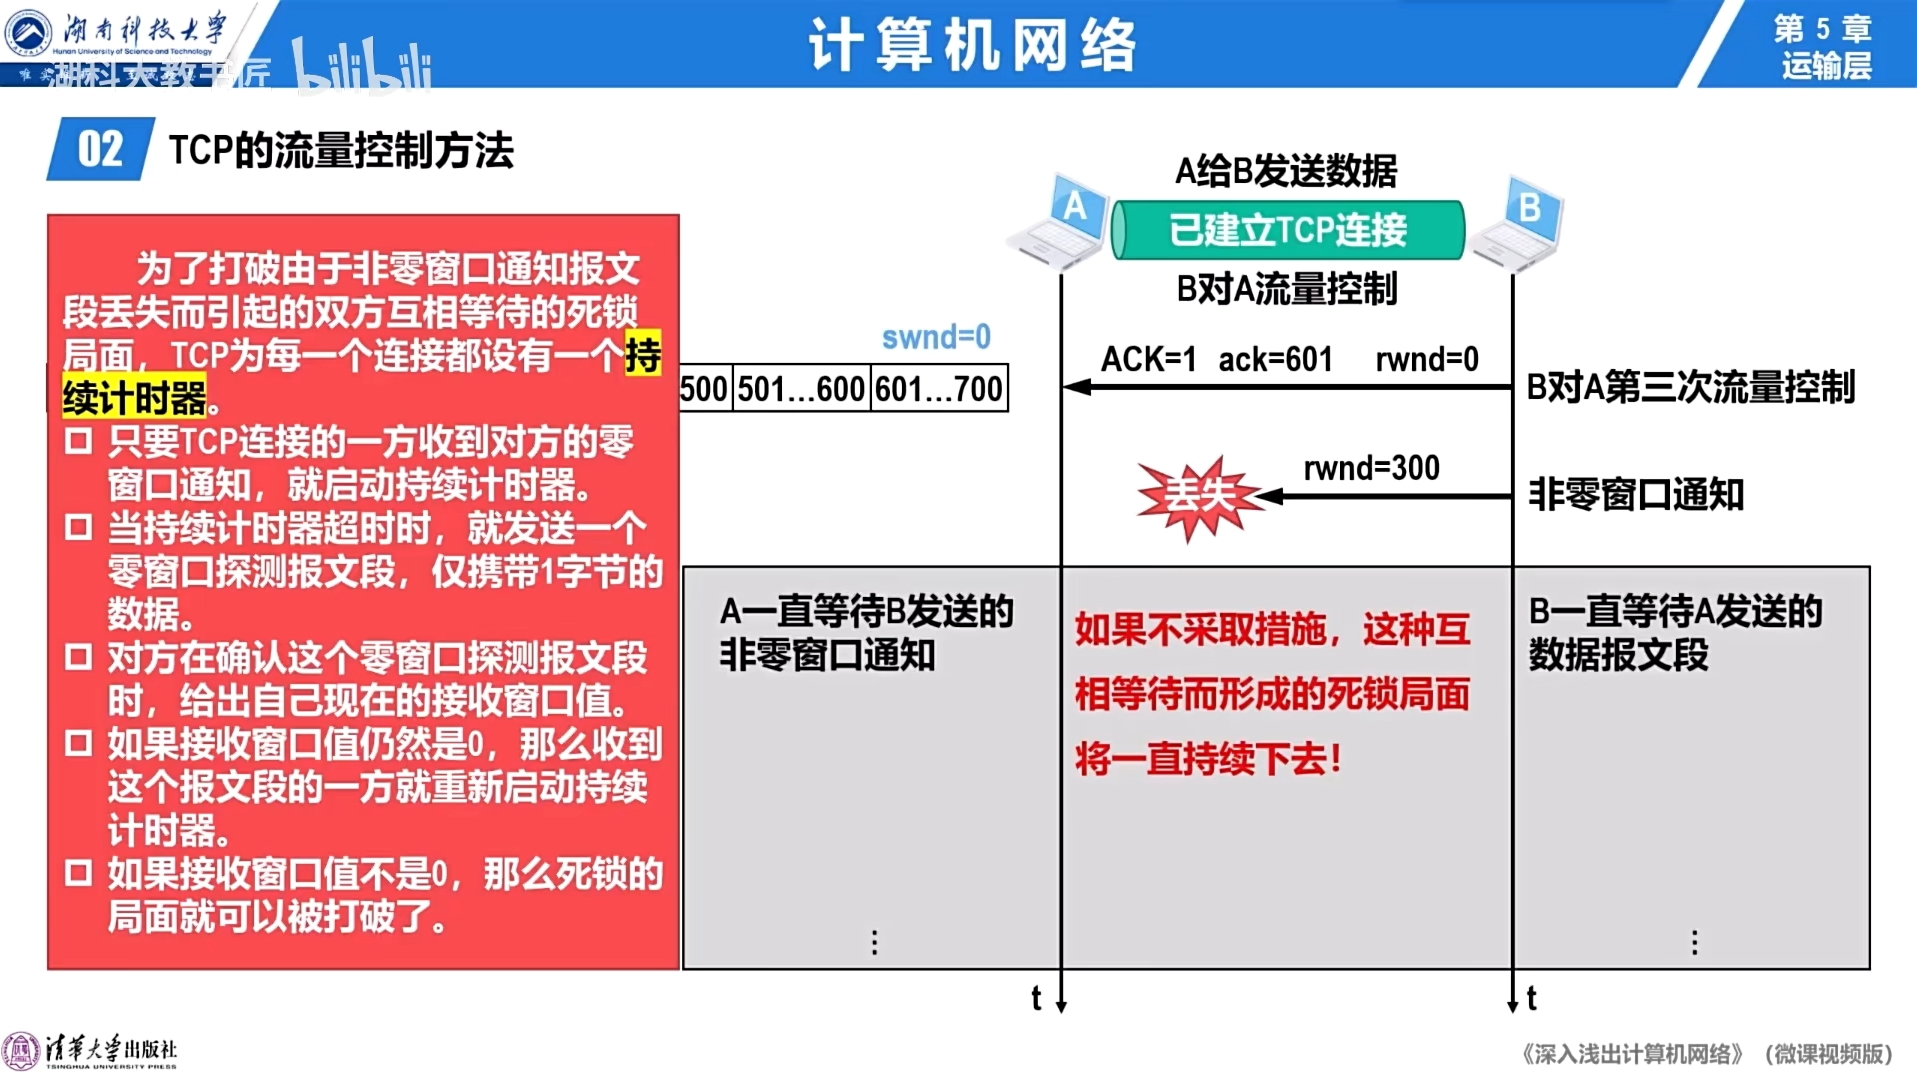 湖南科技大学
Hunan University of Science and Technology
湖科大教书匠 bilibili
计算机网络
第 5 章
运输层
02 TCP的流量控制方法
为了打破由于非零窗口通知报文
段丢失而引起的双方互相等待的死锁
局面，TCP为每一个连接都设有一个持
续计时器。
只要TCP连接的一方收到对方的零
窗口通知，就启动持续计时器。
当持续计时器超时时，就发送一个
零窗口探测报文段，仅携带1字节的
数据。
对方在确认这个零窗口探测报文段
时，给出自己现在的接收窗口值。
如果接收窗口值仍然是0，那么收到
这个报文段的一方就重新启动持续
计时器。
如果接收窗口值不是0，那么死锁的
局面就可以被打破了。
A给B发送数据
A
已建立TCP连接
B
B对A流量控制
swnd=0
500 501…600 601…700
ACK=1 ack=601 rwnd=0
B对A第三次流量控制
rwnd=300
丢失
非零窗口通知
A一直等待B发送的
非零窗口通知
如果不采取措施，这种互
相等待而形成的死锁局面
将一直持续下去！
B一直等待A发送的
数据报文段
⋮
⋮
t
t
清华大学出版社
TSINGHUA UNIVERSITY PRESS
《深入浅出计算机网络》（微课视频版）